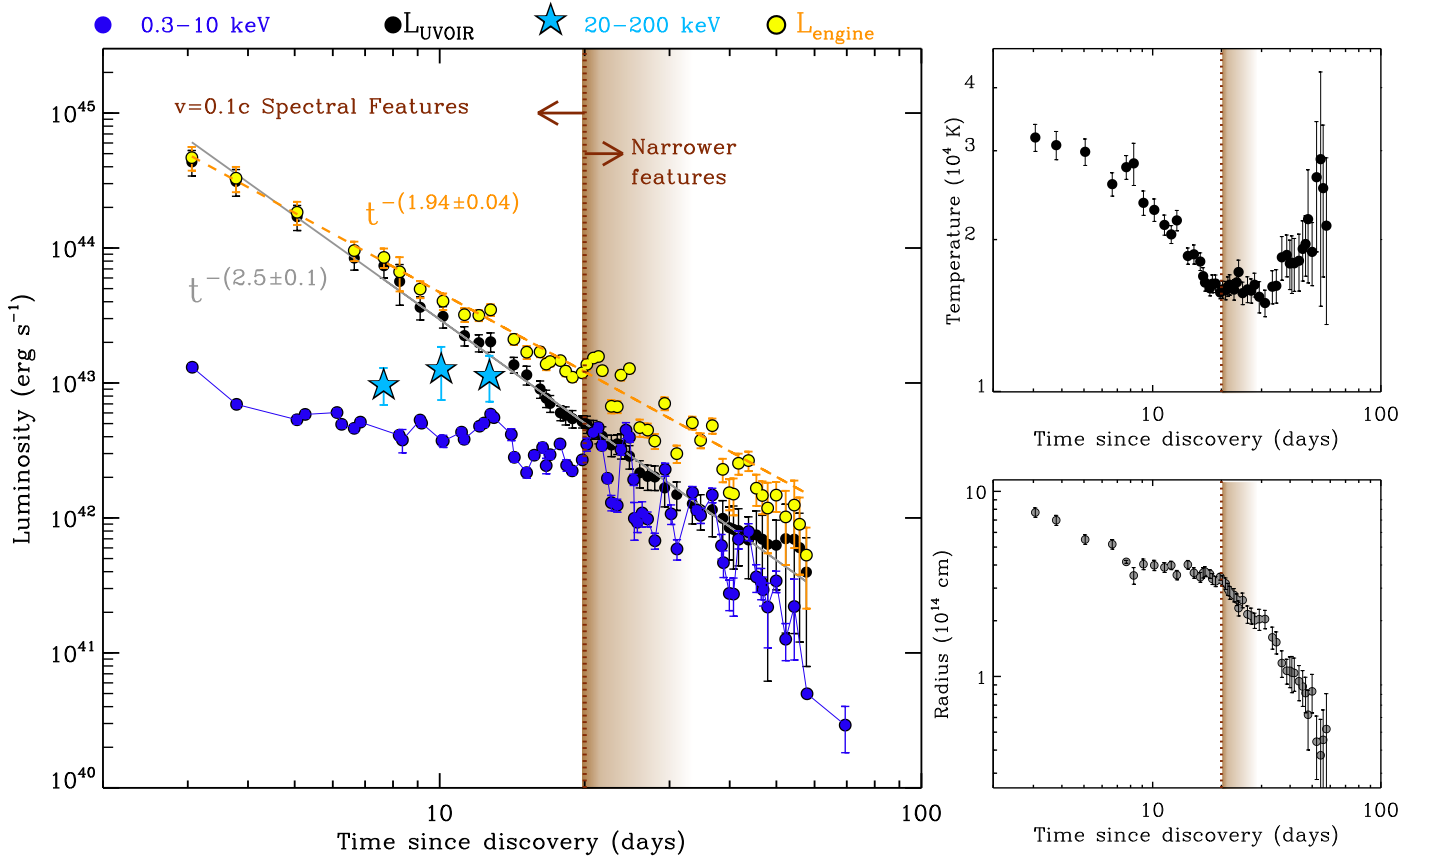 0.3−10 keV
L_UVOIR
20−200 keV
L_engine
v=0.1c Spectral Features
Narrower
features
t^−(1.94±0.04)
t^−(2.5±0.1)
10^45
10^44
10^43
10^42
10^41
10^40
Luminosity (erg s^−1)
10
100
Time since discovery (days)
4
3
2
1
Temperature (10^4 K)
10
100
Time since discovery (days)
10
1
Radius (10^14 cm)
10
100
Time since discovery (days)